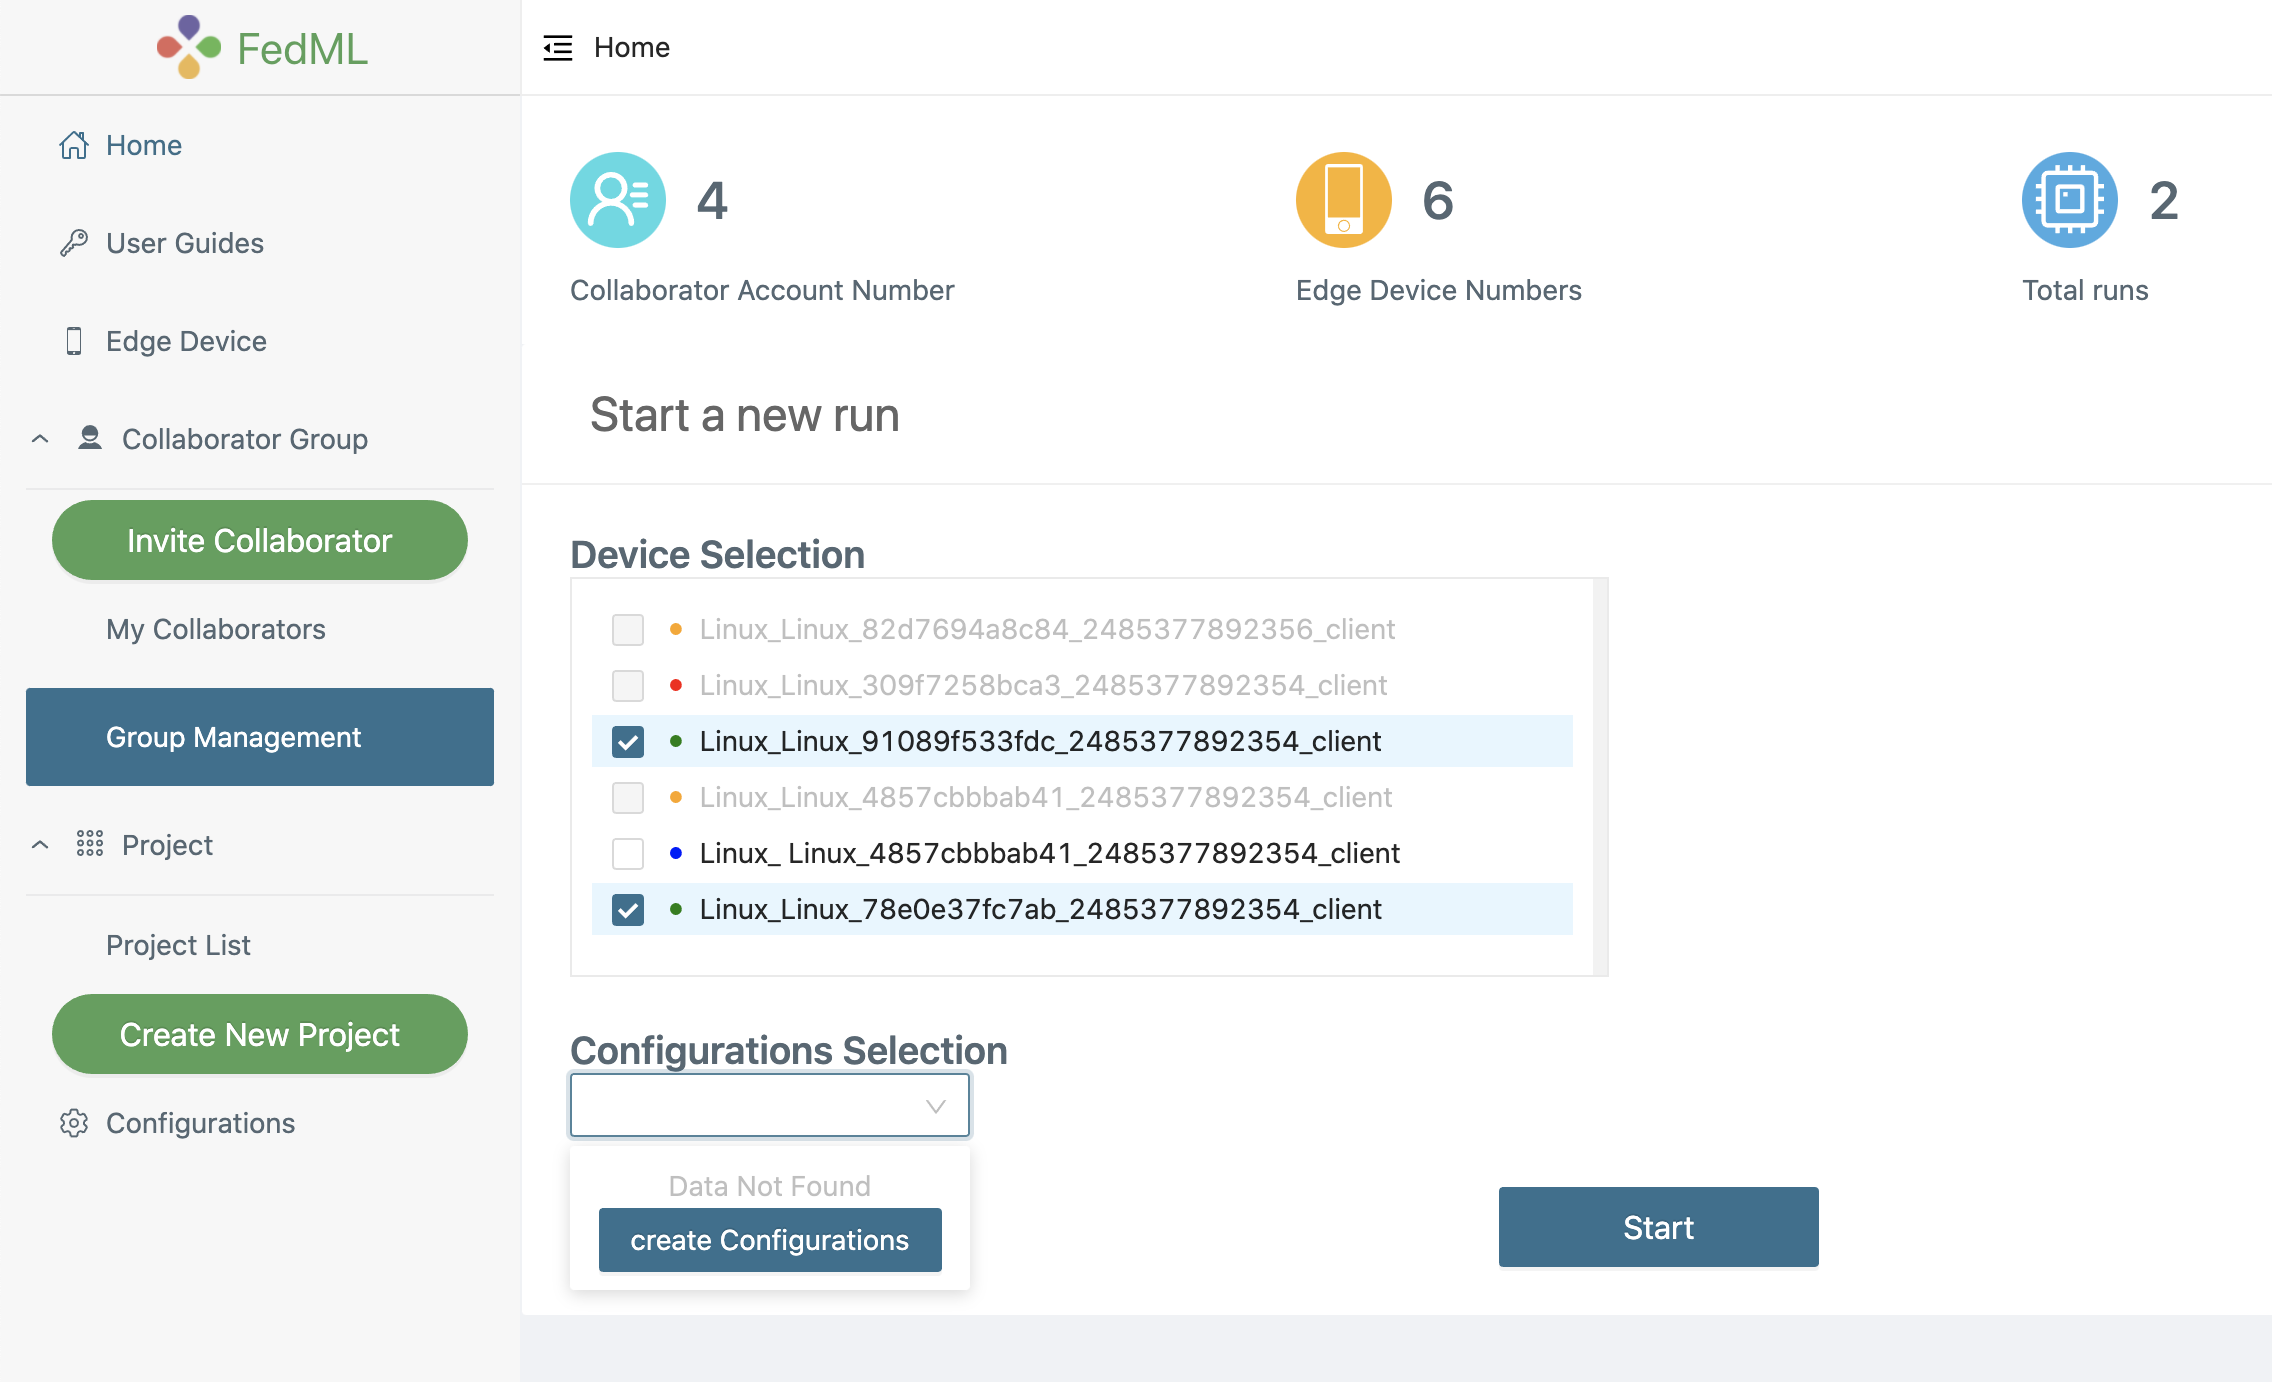 FedML
Home
Home
User Guides
Edge Device
Collaborator Group
Invite Collaborator
My Collaborators
Group Management
Project
Project List
Create New Project
Configurations
4
Collaborator Account Number
6
Edge Device Numbers
2
Total runs
Start a new run
Device Selection
Linux_Linux_82d7694a8c84_2485377892356_client
Linux_Linux_309f7258bca3_2485377892354_client
Linux_Linux_91089f533fdc_2485377892354_client
Linux_Linux_4857cbbbab41_2485377892354_client
Linux_ Linux_4857cbbbab41_2485377892354_client
Linux_Linux_78e0e37fc7ab_2485377892354_client
Configurations Selection
Data Not Found
create Configurations
Start